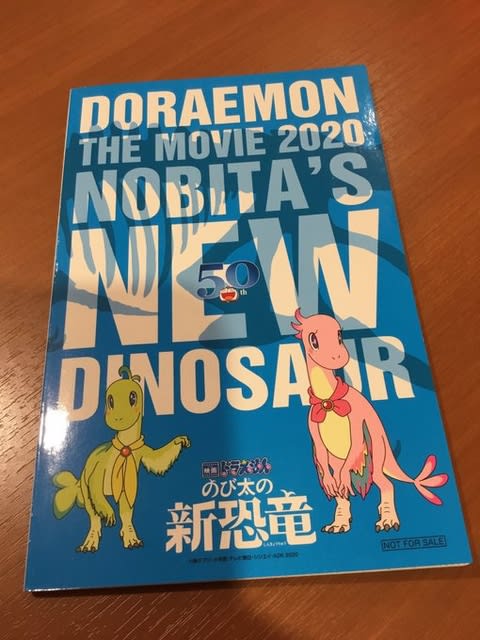 DORAEMON
THE MOVIE 2020
NOBITA'S
NEW
50th
DINOSAUR
映画ドラえもん
のび太の
新恐竜
NOT FOR SALE